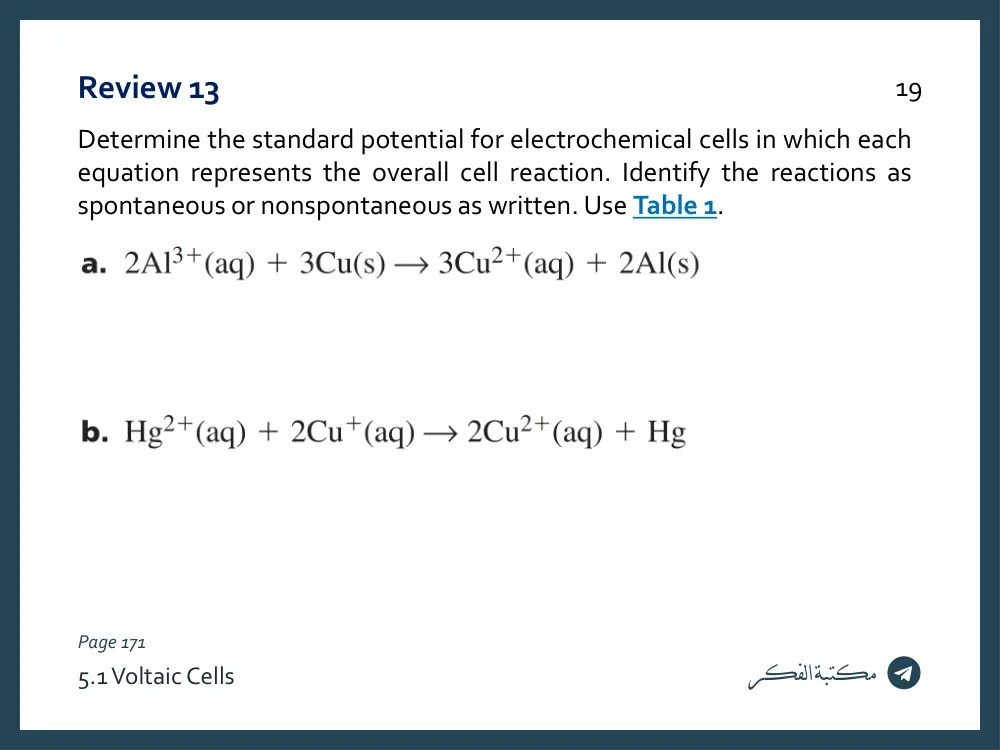 Review 13
19
Determine the standard potential for electrochemical cells in which each
equation represents the overall cell reaction. Identify the reactions as
spontaneous or nonspontaneous as written. Use Table 1.
a. 2Al³⁺(aq) + 3Cu(s) → 3Cu²⁺(aq) + 2Al(s)
b. Hg²⁺(aq) + 2Cu⁺(aq) → 2Cu²⁺(aq) + Hg
Page 171
5.1 Voltaic Cells
مكتبة الفكر